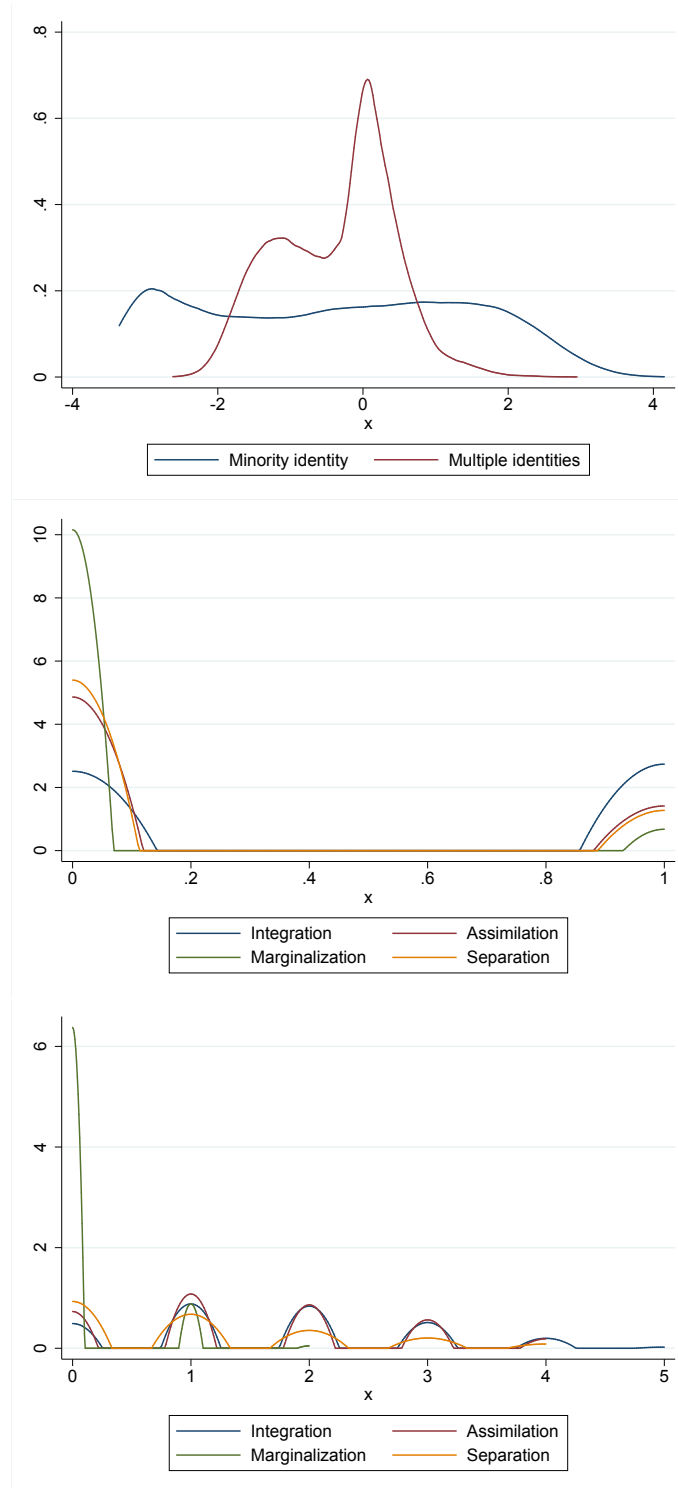 .8
.6
.4
.2
0
-4 -2 0 2 4
x
Minority identity Multiple identities
10
8
6
4
2
0
0 .2 .4 .6 .8 1
x
Integration Assimilation
Marginalization Separation
6
4
2
0
0 1 2 3 4 5
x
Integration Assimilation
Marginalization Separation